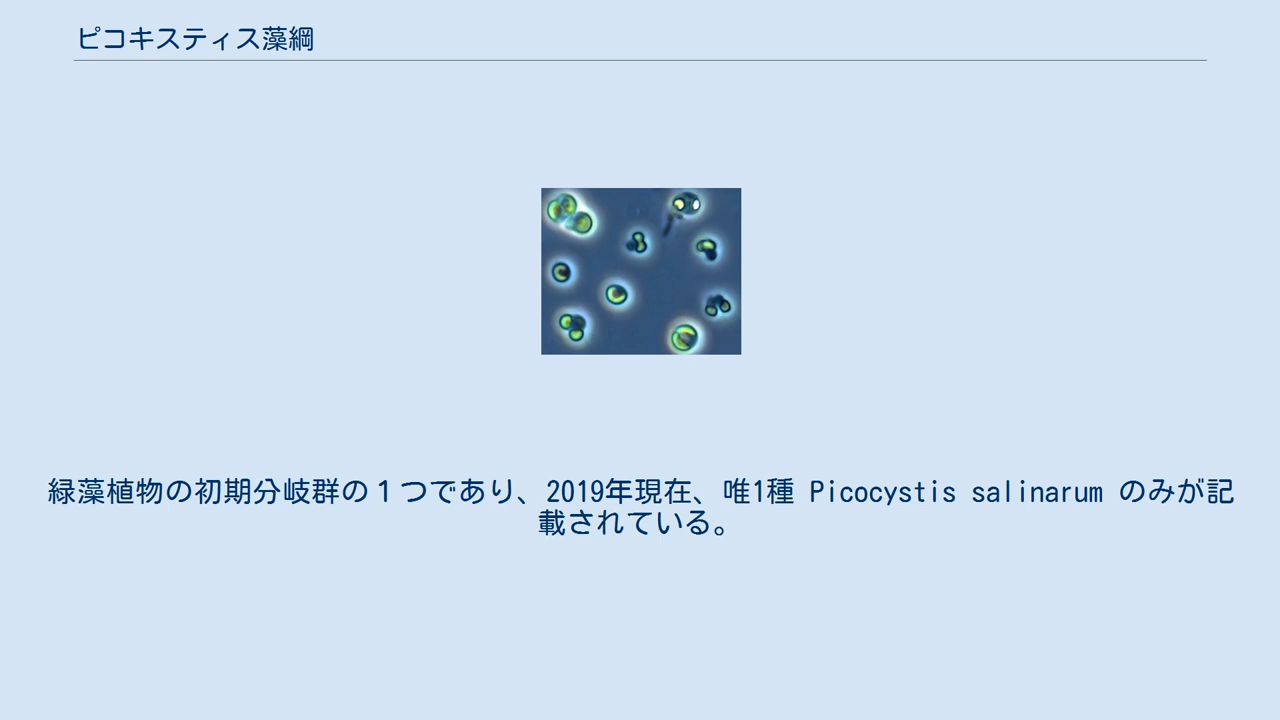 ピコキスティス藻綱
緑藻植物の初期分岐群の１つであり、2019年現在、唯1種 Picocystis salinarum のみが記
載されている。